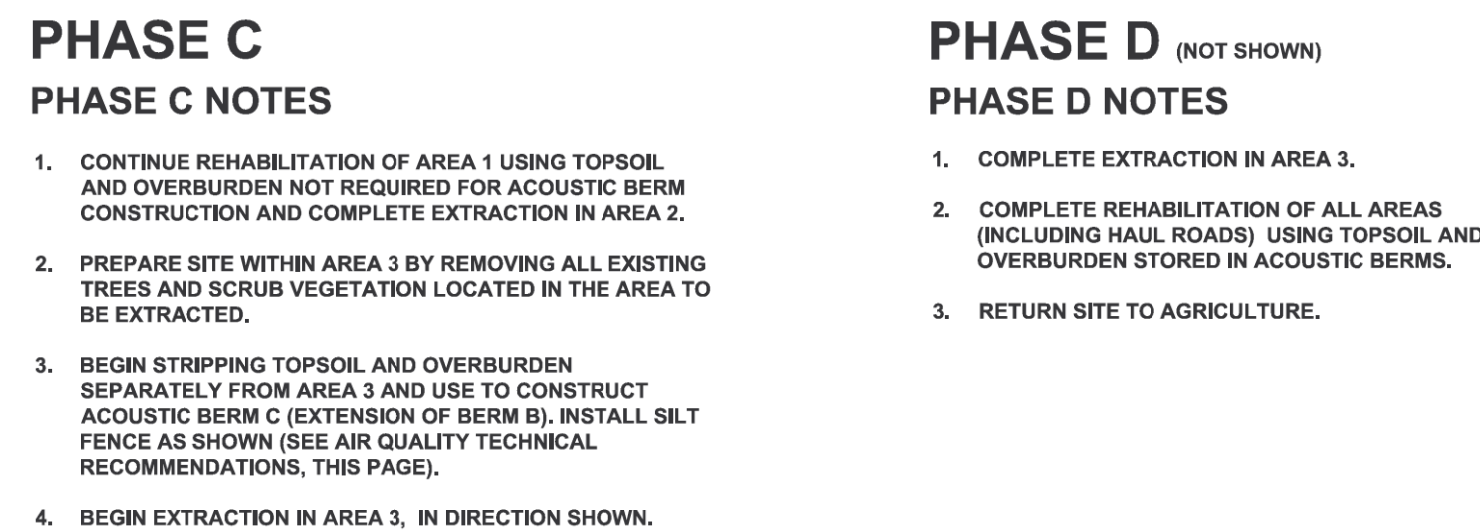 PHASE C
PHASE C NOTES
1. CONTINUE REHABILITATION OF AREA 1 USING TOPSOIL
AND OVERBURDEN NOT REQUIRED FOR ACOUSTIC BERM
CONSTRUCTION AND COMPLETE EXTRACTION IN AREA 2.
2. PREPARE SITE WITHIN AREA 3 BY REMOVING ALL EXISTING
TREES AND SCRUB VEGETATION LOCATED IN THE AREA TO
BE EXTRACTED.
3. BEGIN STRIPPING TOPSOIL AND OVERBURDEN
SEPARATELY FROM AREA 3 AND USE TO CONSTRUCT
ACOUSTIC BERM C (EXTENSION OF BERM B). INSTALL SILT
FENCE AS SHOWN (SEE AIR QUALITY TECHNICAL
RECOMMENDATIONS, THIS PAGE).
4. BEGIN EXTRACTION IN AREA 3, IN DIRECTION SHOWN.
PHASE D (NOT SHOWN)
PHASE D NOTES
1. COMPLETE EXTRACTION IN AREA 3.
2. COMPLETE REHABILITATION OF ALL AREAS
(INCLUDING HAUL ROADS) USING TOPSOIL AND
OVERBURDEN STORED IN ACOUSTIC BERMS.
3. RETURN SITE TO AGRICULTURE.